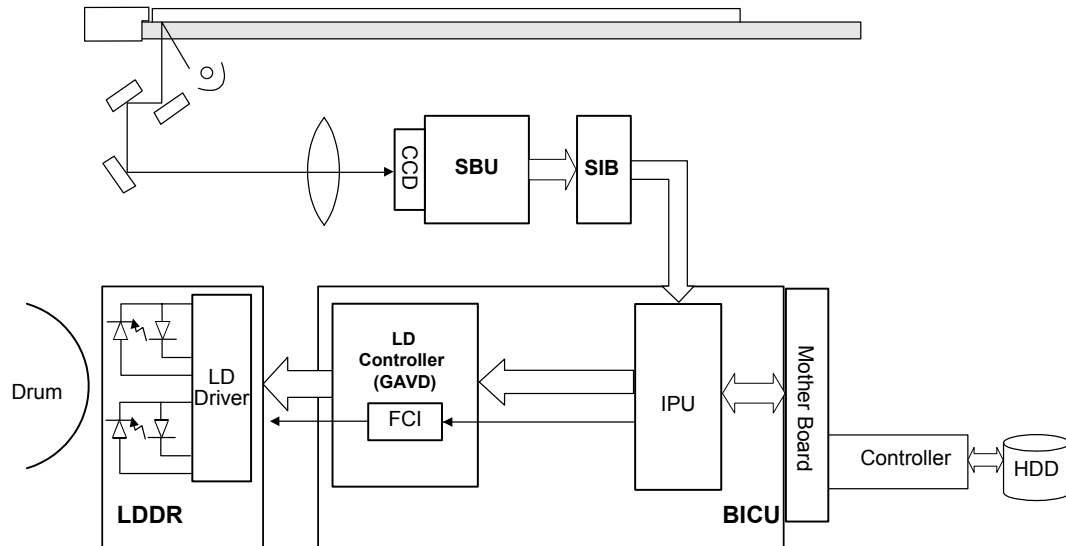 CCD
SBU
SIB
Drum
LD
Driver
LDDR
LD
Controller
(GAVD)
FCI
IPU
BICU
Mother Board
Controller
HDD